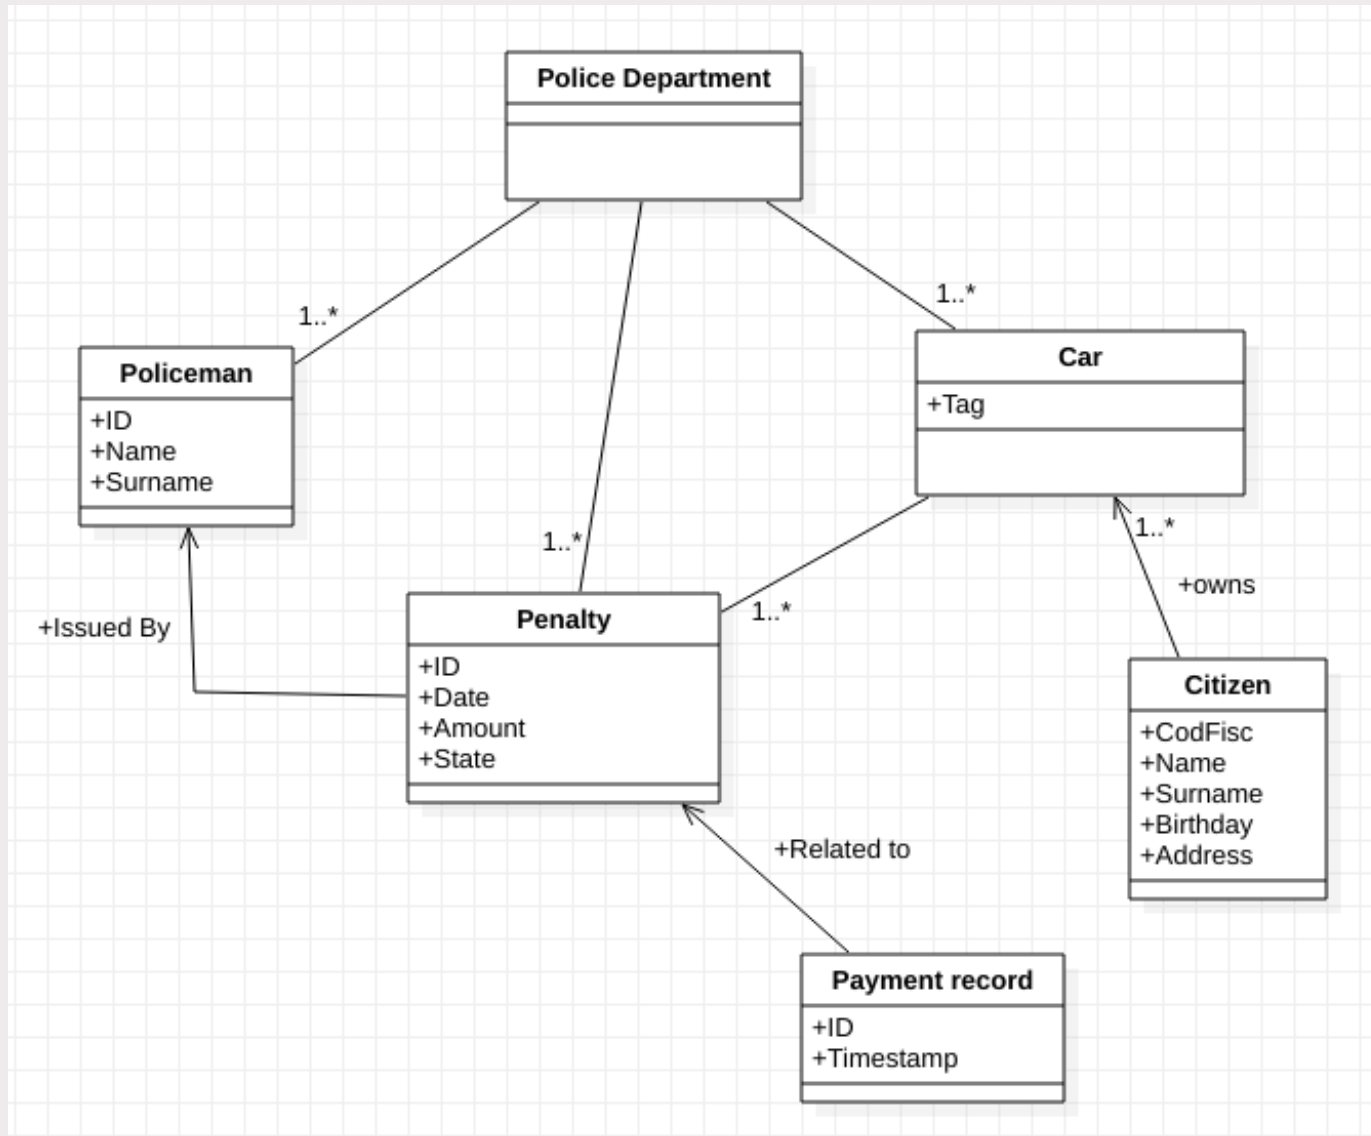 Police Department
1..*
1..*
Policeman
+ID
+Name
+Surname
Car
+Tag
1..*
1..*
+owns
1..*
+Issued By
Penalty
+ID
+Date
+Amount
+State
Citizen
+CodFisc
+Name
+Surname
+Birthday
+Address
+Related to
Payment record
+ID
+Timestamp